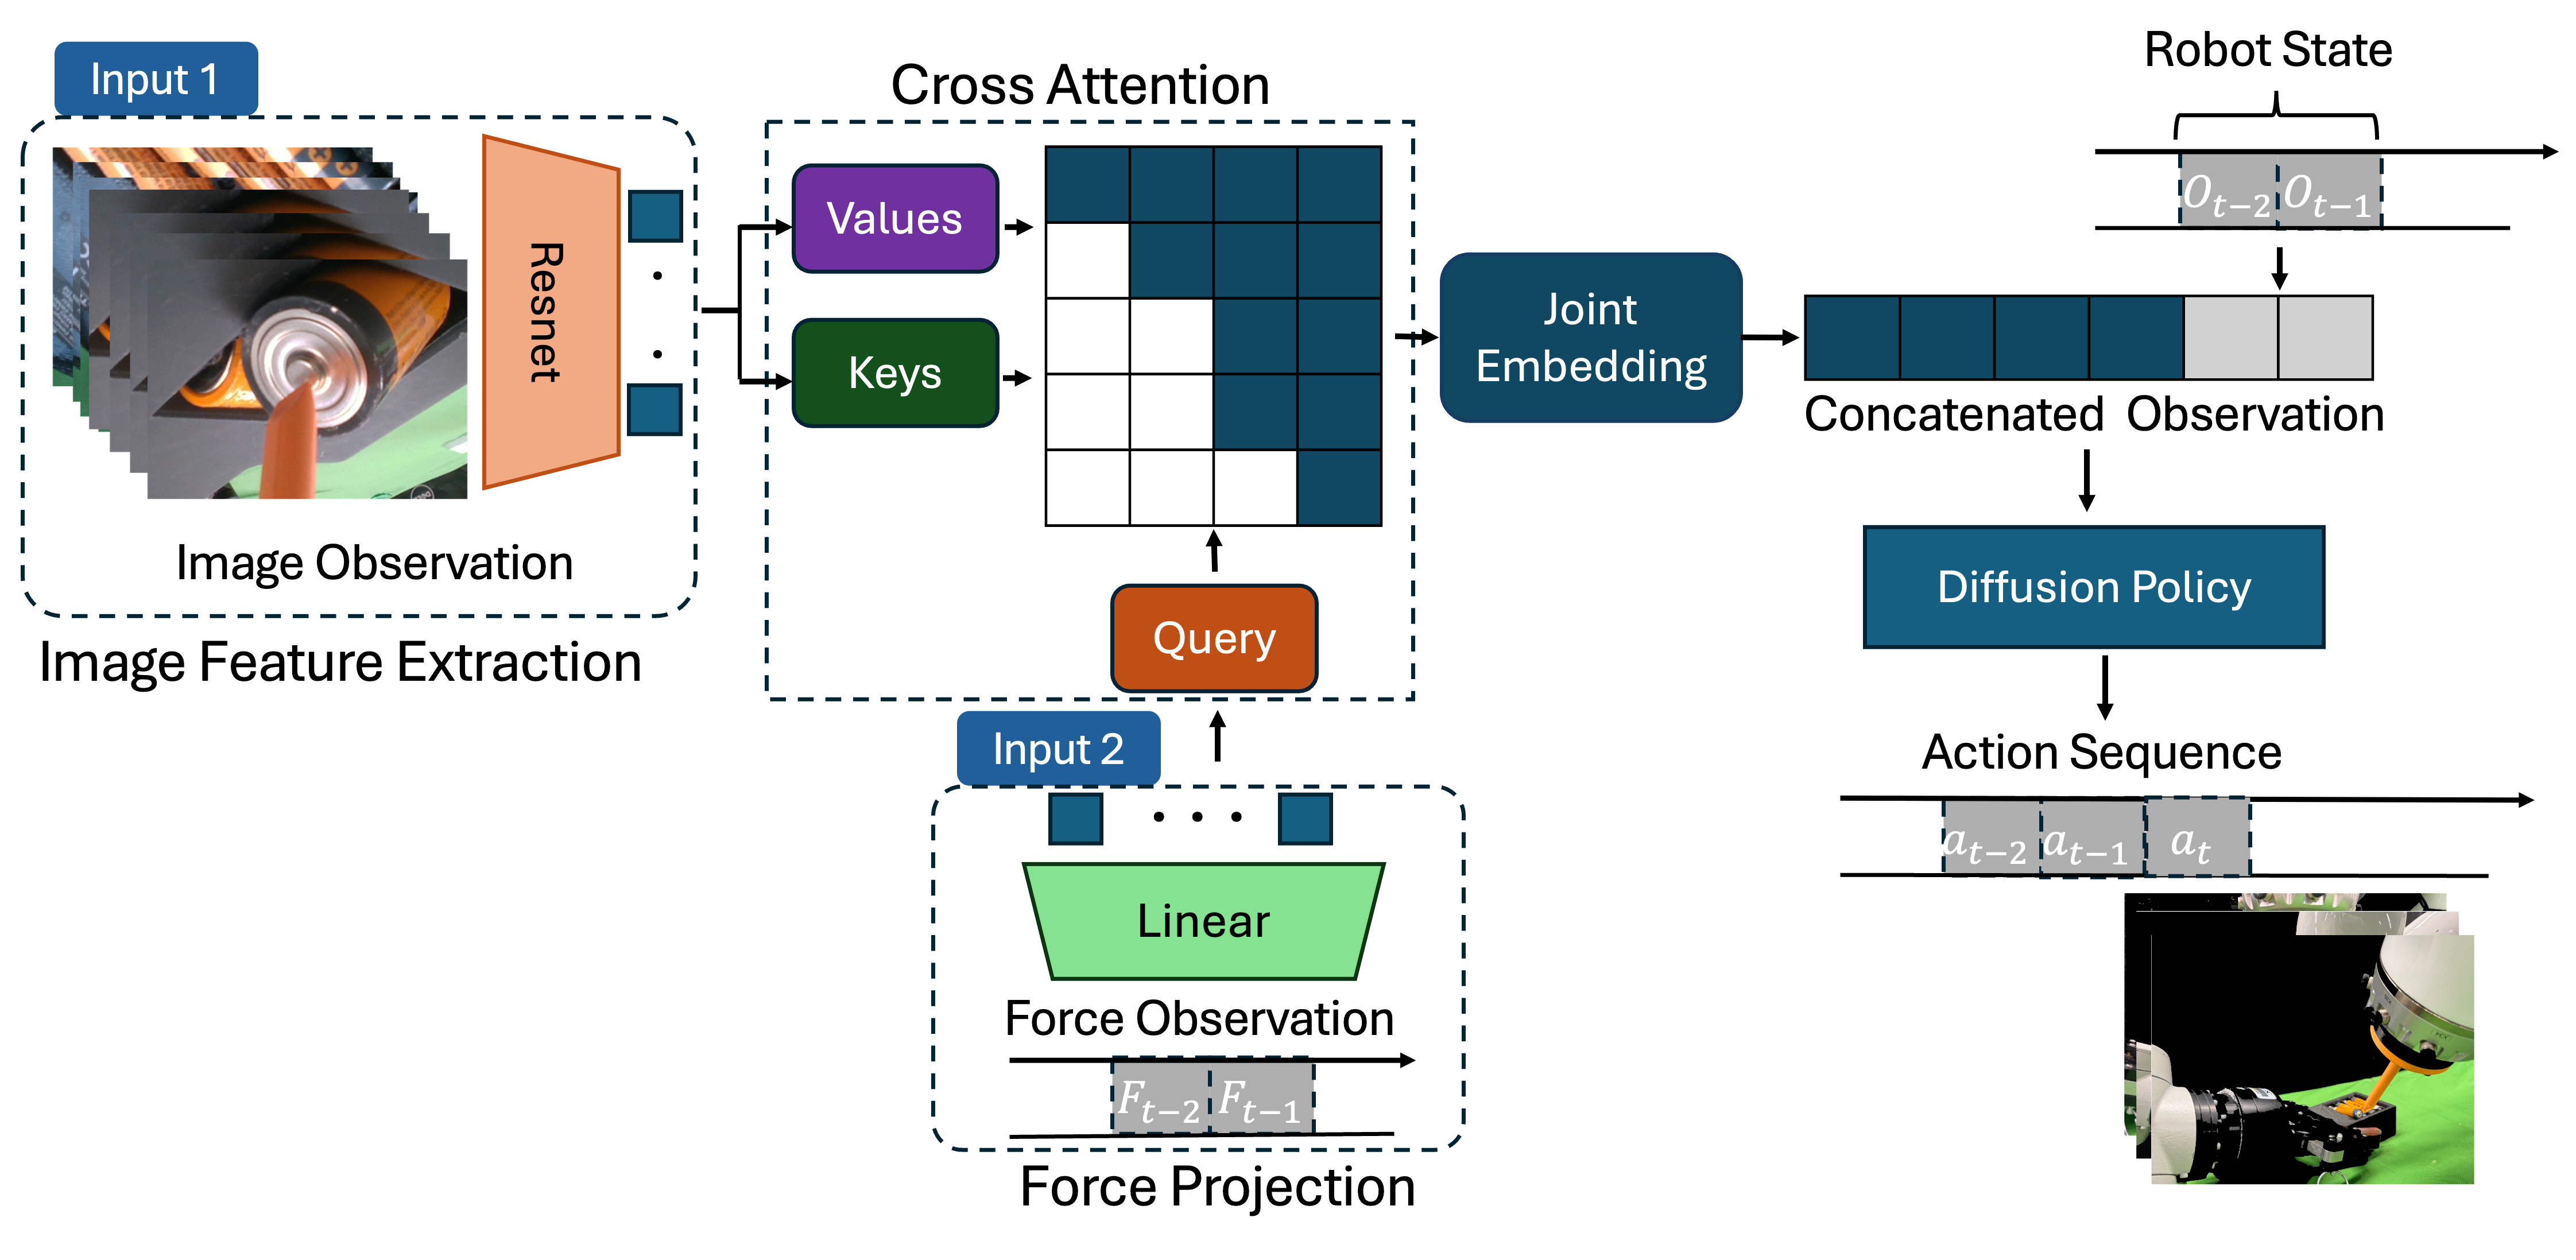 Input 1
Resnet
Image Observation
Image Feature Extraction
Cross Attention
Values
Keys
Query
Input 2
Linear
Force Observation
F_{t-2} F_{t-1}
Force Projection
Joint
Embedding
Robot State
O_{t-2} O_{t-1}
Concatenated Observation
Diffusion Policy
Action Sequence
a_{t-2} a_{t-1} a_t